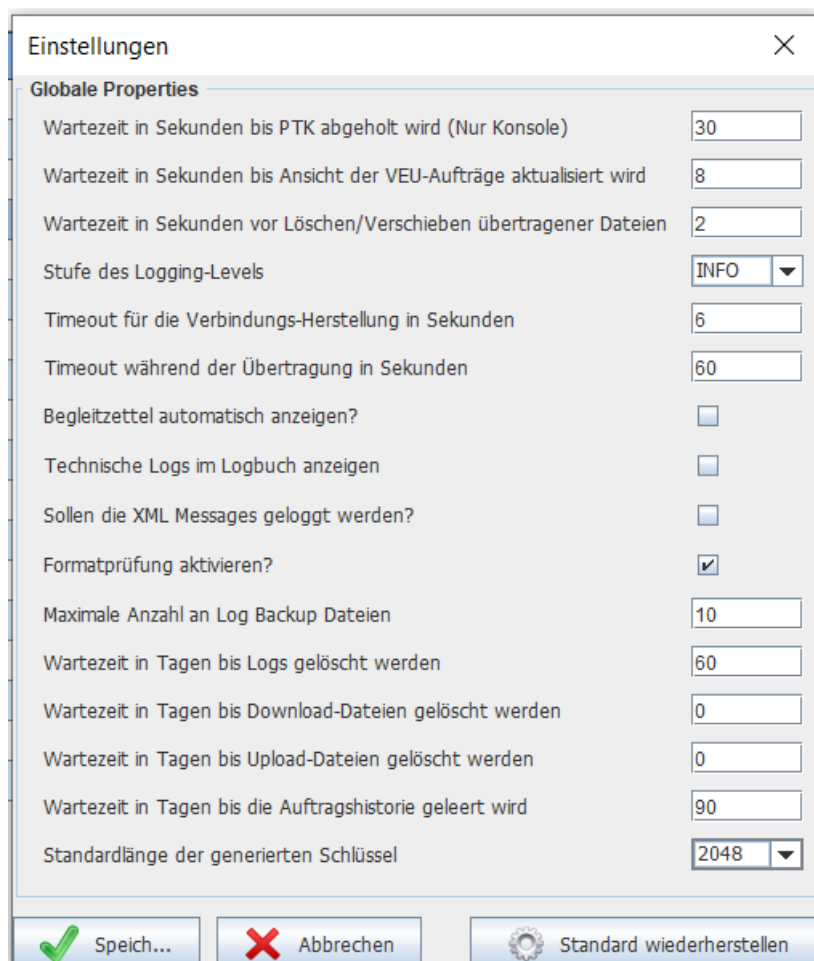 Einstellungen
Globale Properties
Wartezeit in Sekunden bis PTK abgeholt wird (Nur Konsole) 30
Wartezeit in Sekunden bis Ansicht der VEU-Aufträge aktualisiert wird 8
Wartezeit in Sekunden vor Löschen/Verschieben übertragener Dateien 2
Stufe des Logging-Levels INFO
Timeout für die Verbindungs-Herstellung in Sekunden 6
Timeout während der Übertragung in Sekunden 60
Begleitzettel automatisch anzeigen?
Technische Logs im Logbuch anzeigen
Sollen die XML Messages geloggt werden?
Formatprüfung aktivieren?
Maximale Anzahl an Log Backup Dateien 10
Wartezeit in Tagen bis Logs gelöscht werden 60
Wartezeit in Tagen bis Download-Dateien gelöscht werden 0
Wartezeit in Tagen bis Upload-Dateien gelöscht werden 0
Wartezeit in Tagen bis die Auftragshistorie geleert wird 90
Standardlänge der generierten Schlüssel 2048
Speich... Abbrechen Standard wiederherstellen